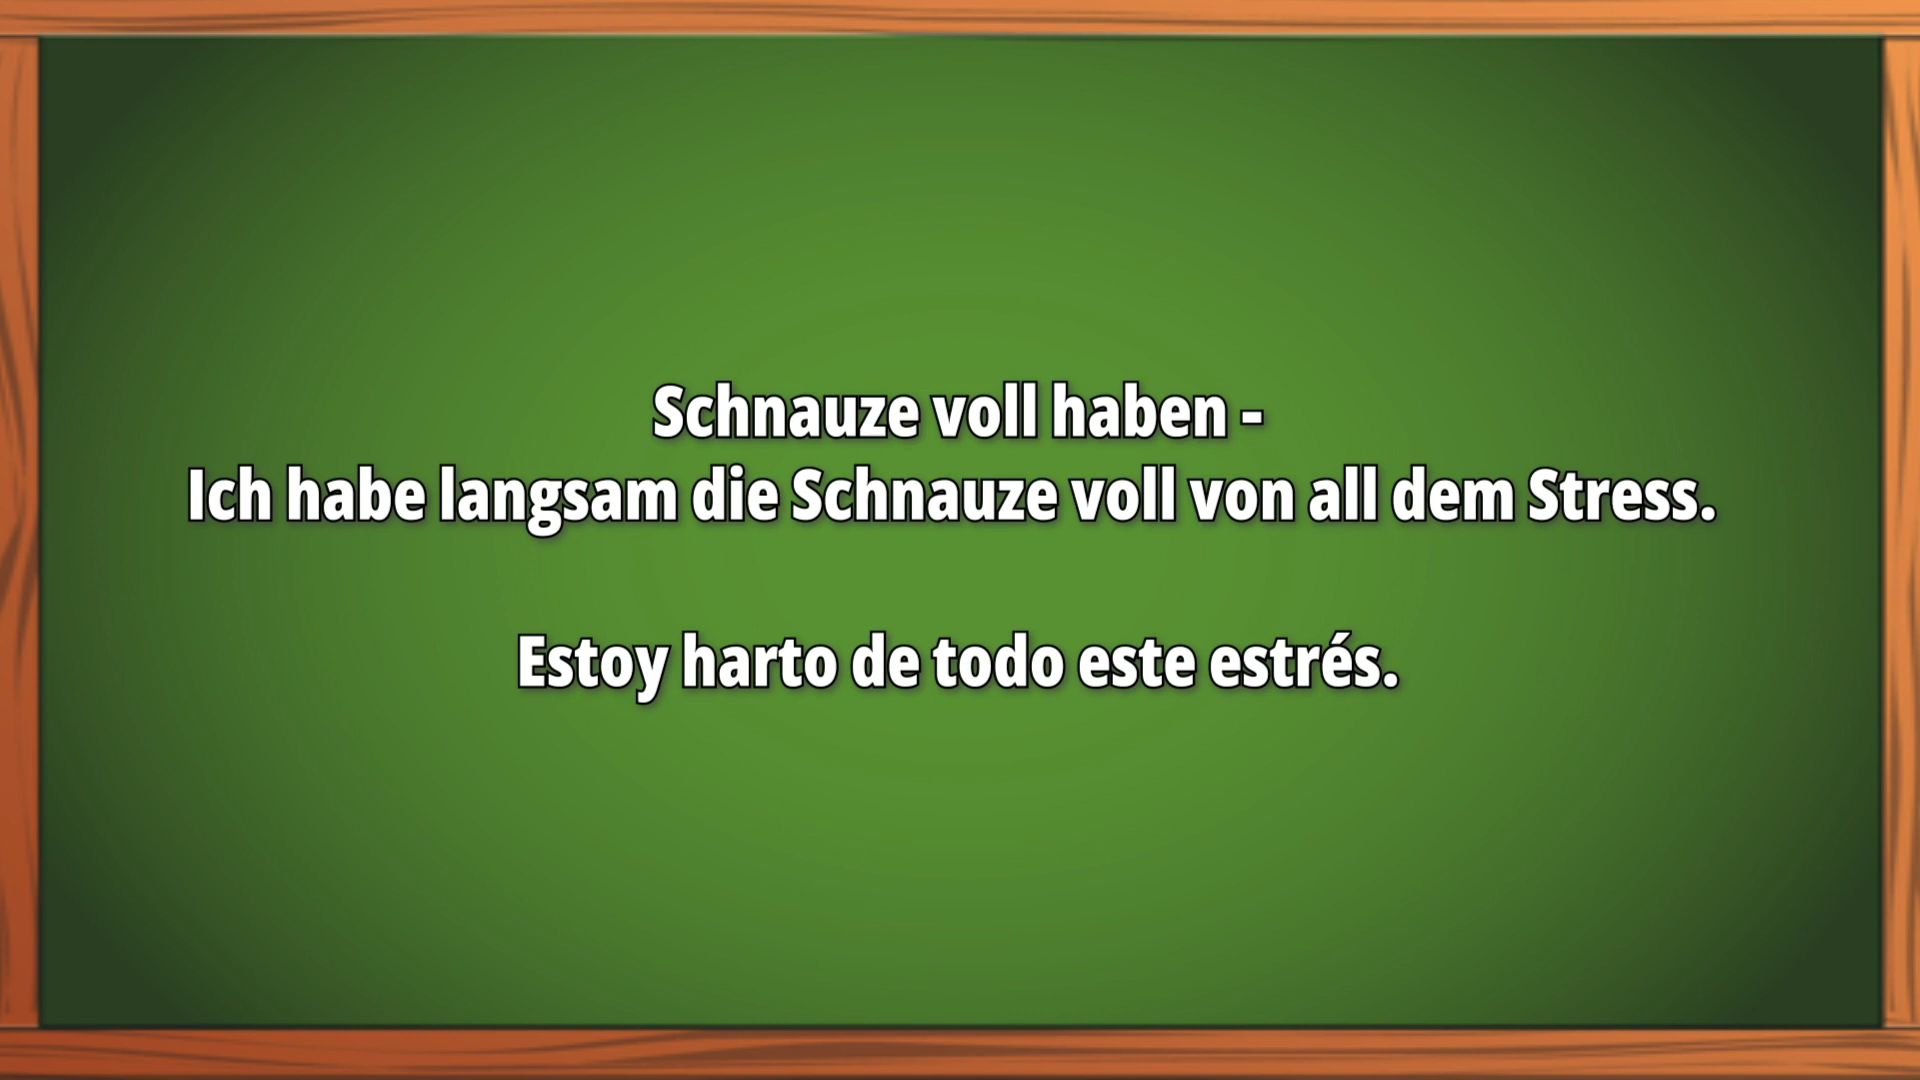 Schnauze voll haben -
Ich habe langsam die Schnauze voll von all dem Stress.
Estoy harto de todo este estrés.